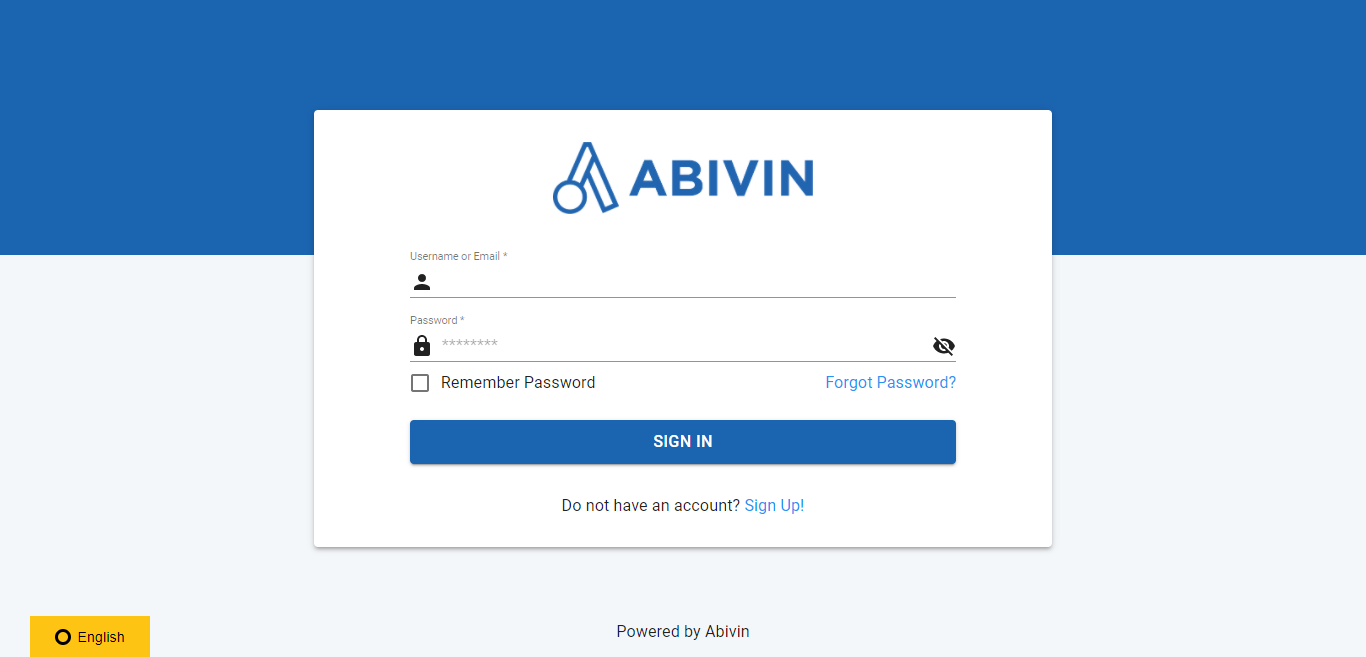 ABIVIN
Username or Email *
Password *
********
Remember Password
Forgot Password?
SIGN IN
Do not have an account? Sign Up!
English
Powered by Abivin